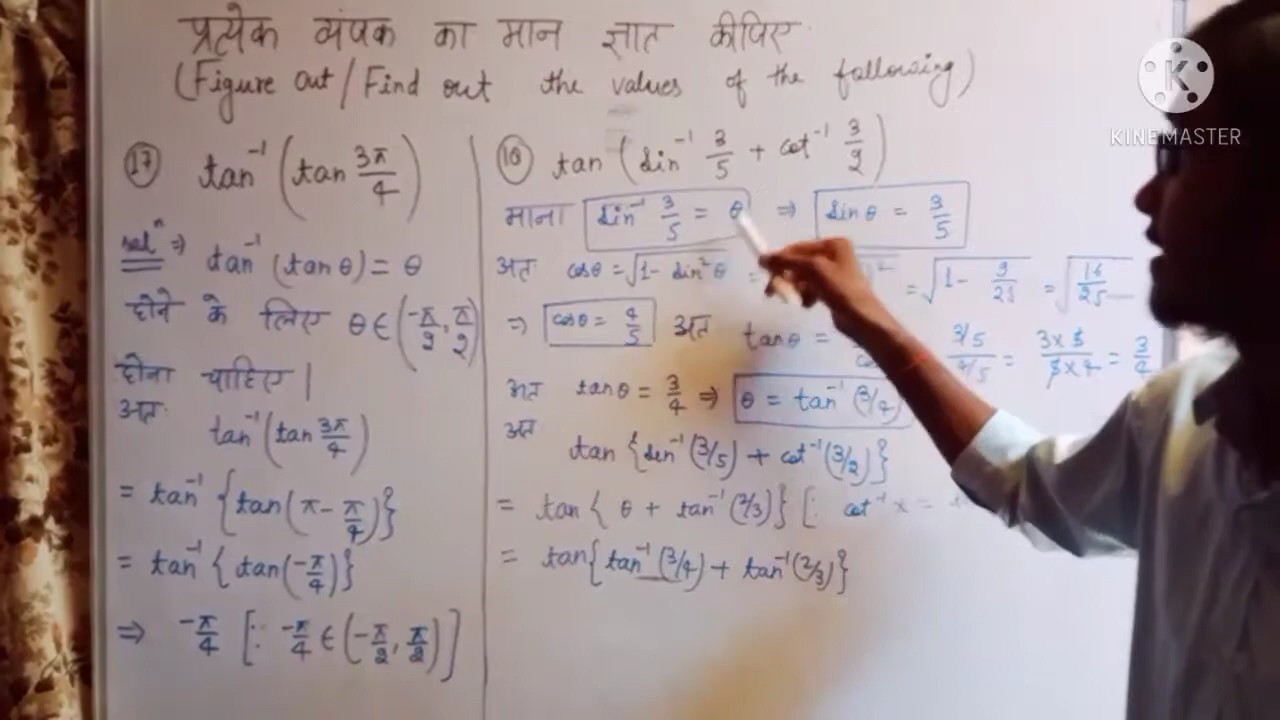 प्रत्येक व्यंजक का मान ज्ञात कीजिए
(Figure out / Find out the values of the following)
17 tan⁻¹ (tan 3π/4)
solⁿ ⇒ tan⁻¹ (tan θ) = θ
होने के लिए θ ∈ (-π/2, π/2)
होना चाहिए |
अतः
tan⁻¹ (tan 3π/4)
= tan⁻¹ {tan (π - π/4)}
= tan⁻¹ {tan (-π/4)}
⇒ -π/4 [∵ -π/4 ∈ (-π/2, π/2)]
18 tan (sin⁻¹ 3/5 + cot⁻¹ 3/2)
माना sin⁻¹ 3/5 = θ ⇒ sin θ = 3/5
अतः cos θ = √1 - sin² θ = = √1 - 9/25 = √16/25
⇒ cos θ = 4/5 अतः tan θ = 3/5 / 4/5 = 3×5 / 5×4 = 3/4
अतः tan θ = 3/4 ⇒ θ = tan⁻¹ (3/4)
अतः
tan {sin⁻¹ (3/5) + cot⁻¹ (3/2)}
= tan { θ + tan⁻¹ (2/3)} [∵ cot⁻¹ x =
= tan {tan⁻¹ (3/4) + tan⁻¹ (2/3)}
KINEMASTER